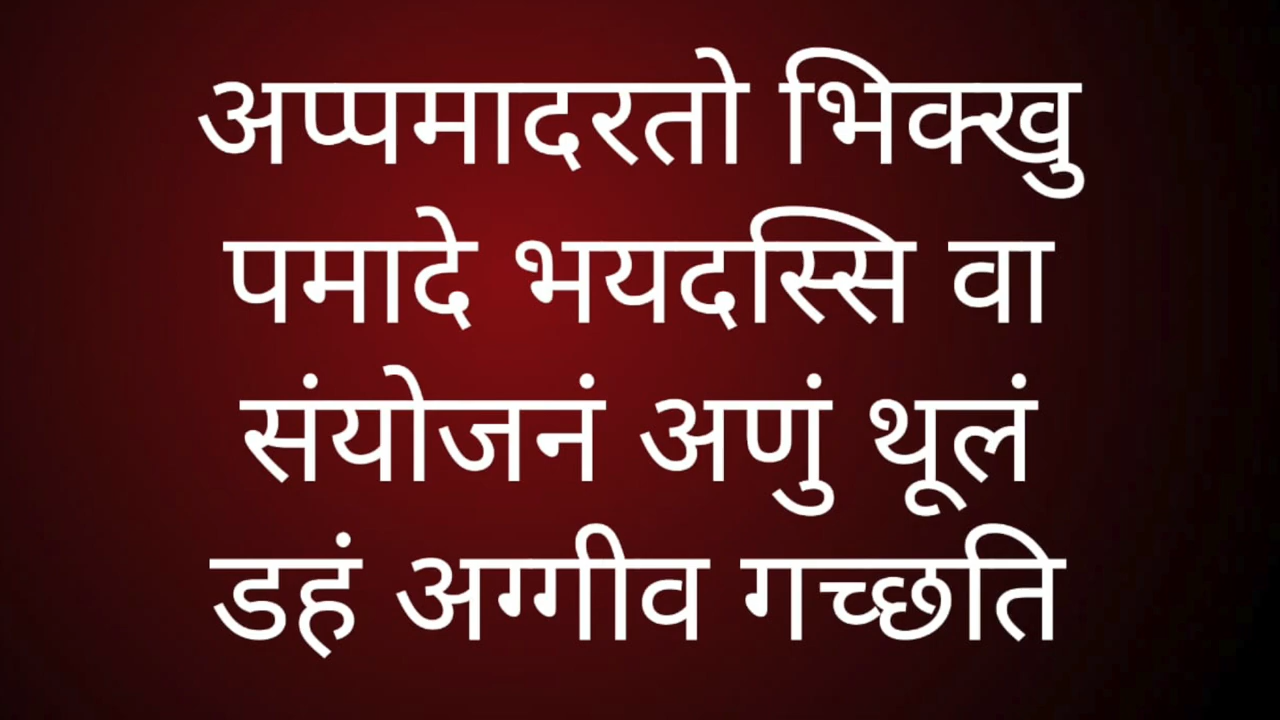 अप्पमादरतो भिक्खु
पमादे भयदस्सि वा
संयोजनं अणुं थूलं
डहं अग्गीव गच्छति